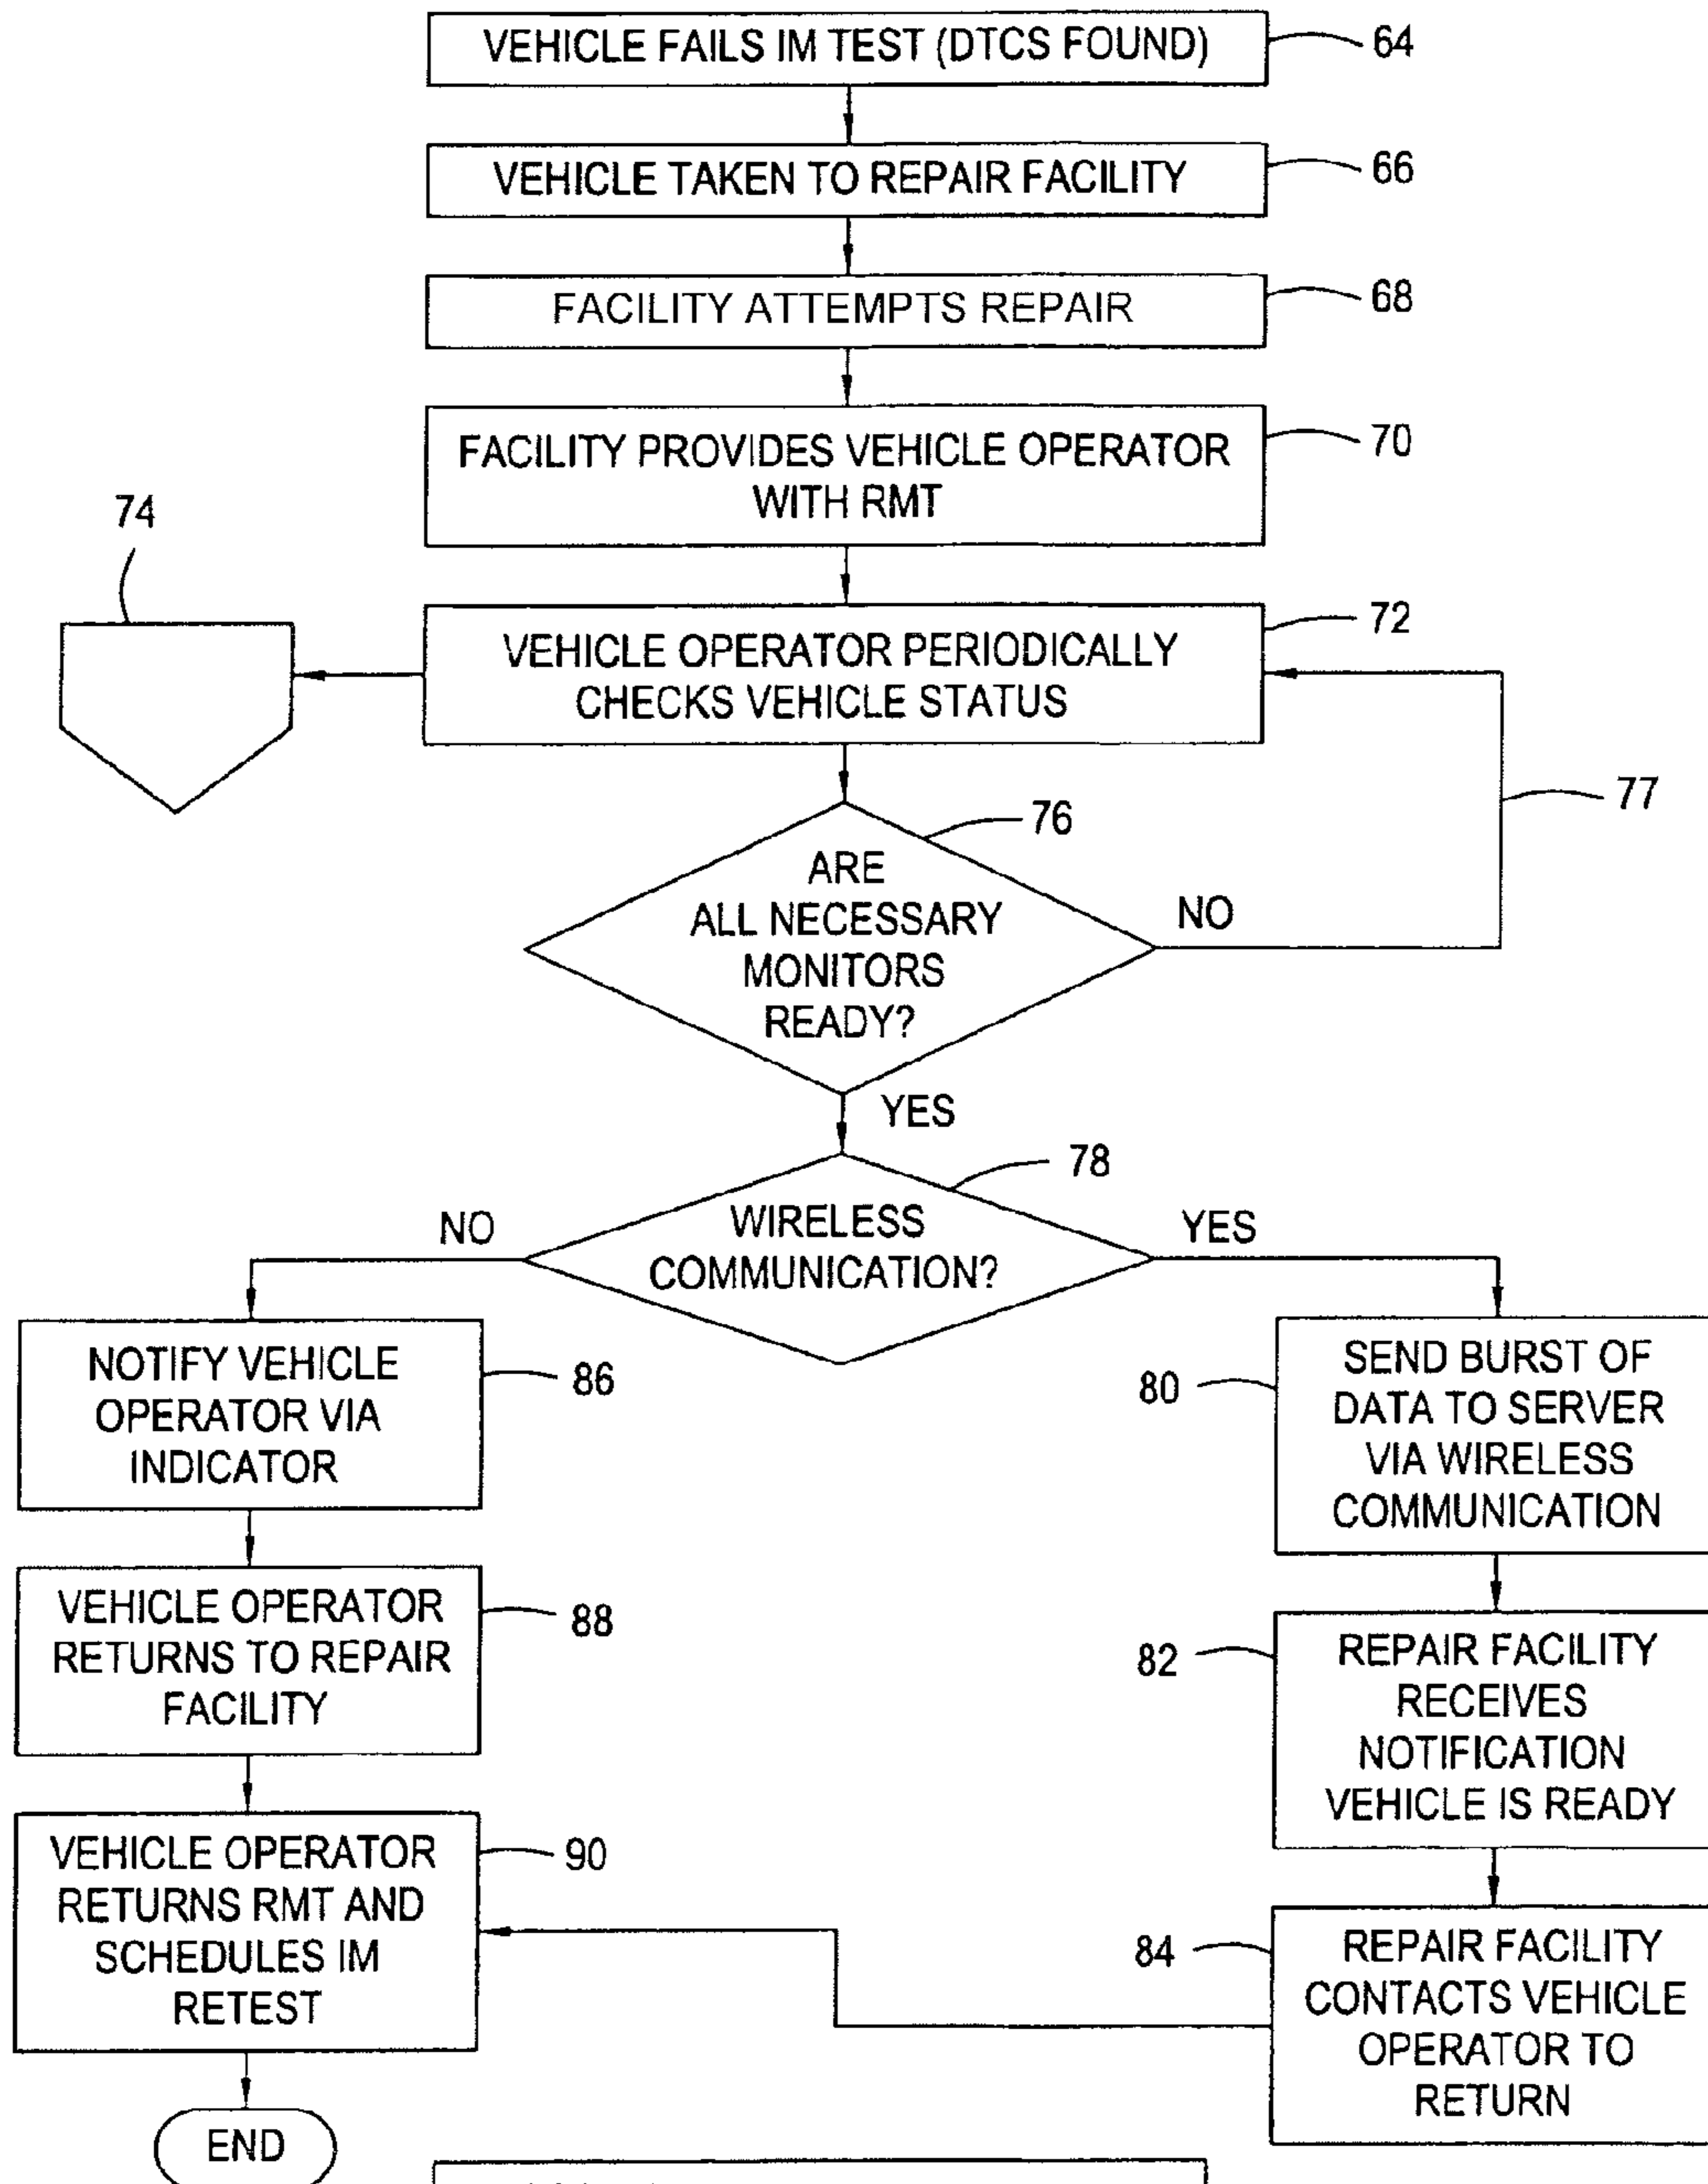 VEHICLE FAILS IM TEST (DTCS FOUND)
64
VEHICLE TAKEN TO REPAIR FACILITY
66
FACILITY ATTEMPTS REPAIR
68
FACILITY PROVIDES VEHICLE OPERATOR
WITH RMT
70
74
VEHICLE OPERATOR PERIODICALLY
CHECKS VEHICLE STATUS
72
77
76
ARE
ALL NECESSARY
MONITORS
READY?
NO
YES
78
WIRELESS
COMMUNICATION?
NO
YES
NOTIFY VEHICLE
OPERATOR VIA
INDICATOR
86
80
SEND BURST OF
DATA TO SERVER
VIA WIRELESS
COMMUNICATION
VEHICLE OPERATOR
RETURNS TO REPAIR
FACILITY
88
82
REPAIR FACILITY
RECEIVES
NOTIFICATION
VEHICLE IS READY
VEHICLE OPERATOR
RETURNS RMT AND
SCHEDULES IM
RETEST
90
84
REPAIR FACILITY
CONTACTS VEHICLE
OPERATOR TO
RETURN
END